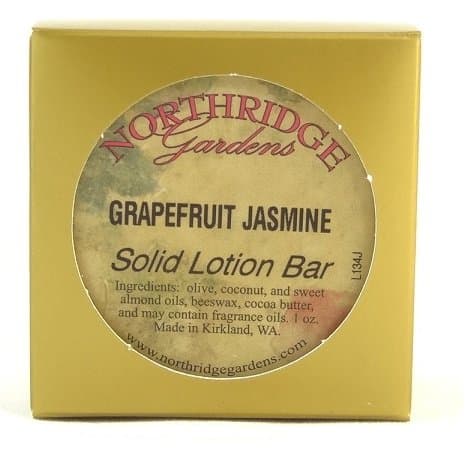 NORTHRIDGE
Gardens
GRAPEFRUIT JASMINE
Solid Lotion Bar
L134J
Ingredients: olive, coconut, and sweet
almond oils, beeswax, cocoa butter,
and may contain fragrance oils. 1 oz.
Made in Kirkland, WA.
www.northridgegardens.com